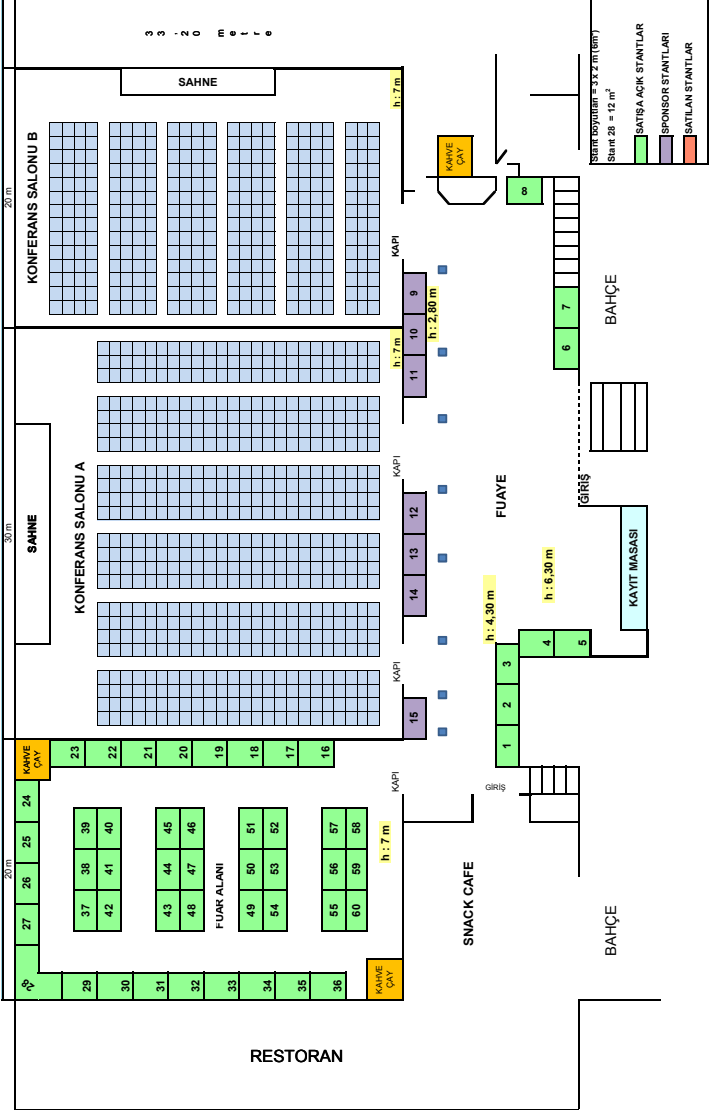 33,20 metre
SAHNE
KONFERANS SALONU B
20 m
h : 7 m
KAHVE
ÇAY
Stant boyutları = 3 x 2 m (6m²)
Stant 28 = 12 m²
SATIŞA AÇIK STANTLAR
SPONSOR STANTLARI
SATILAN STANTLAR
8
KAPI
9
10
11
h : 2,80 m
7
6
BAHÇE
h : 7 m
SAHNE
KONFERANS SALONU A
30 m
KAPI
12
13
14
FUAYE
GİRİŞ
KAYIT MASASI
h : 6,30 m
h : 4,30 m
KAPI
15
3
2
1
4
5
KAHVE
ÇAY
23
22
21
20
19
18
17
16
KAPI
GİRİŞ
20 m
24
25
26
27
28
29
30
31
32
33
34
35
36
39
40
38
41
37
42
45
46
44
47
43
48
51
52
50
53
49
54
57
58
56
59
55
60
FUAR ALANI
h : 7 m
KAHVE
ÇAY
SNACK CAFE
BAHÇE
RESTORAN